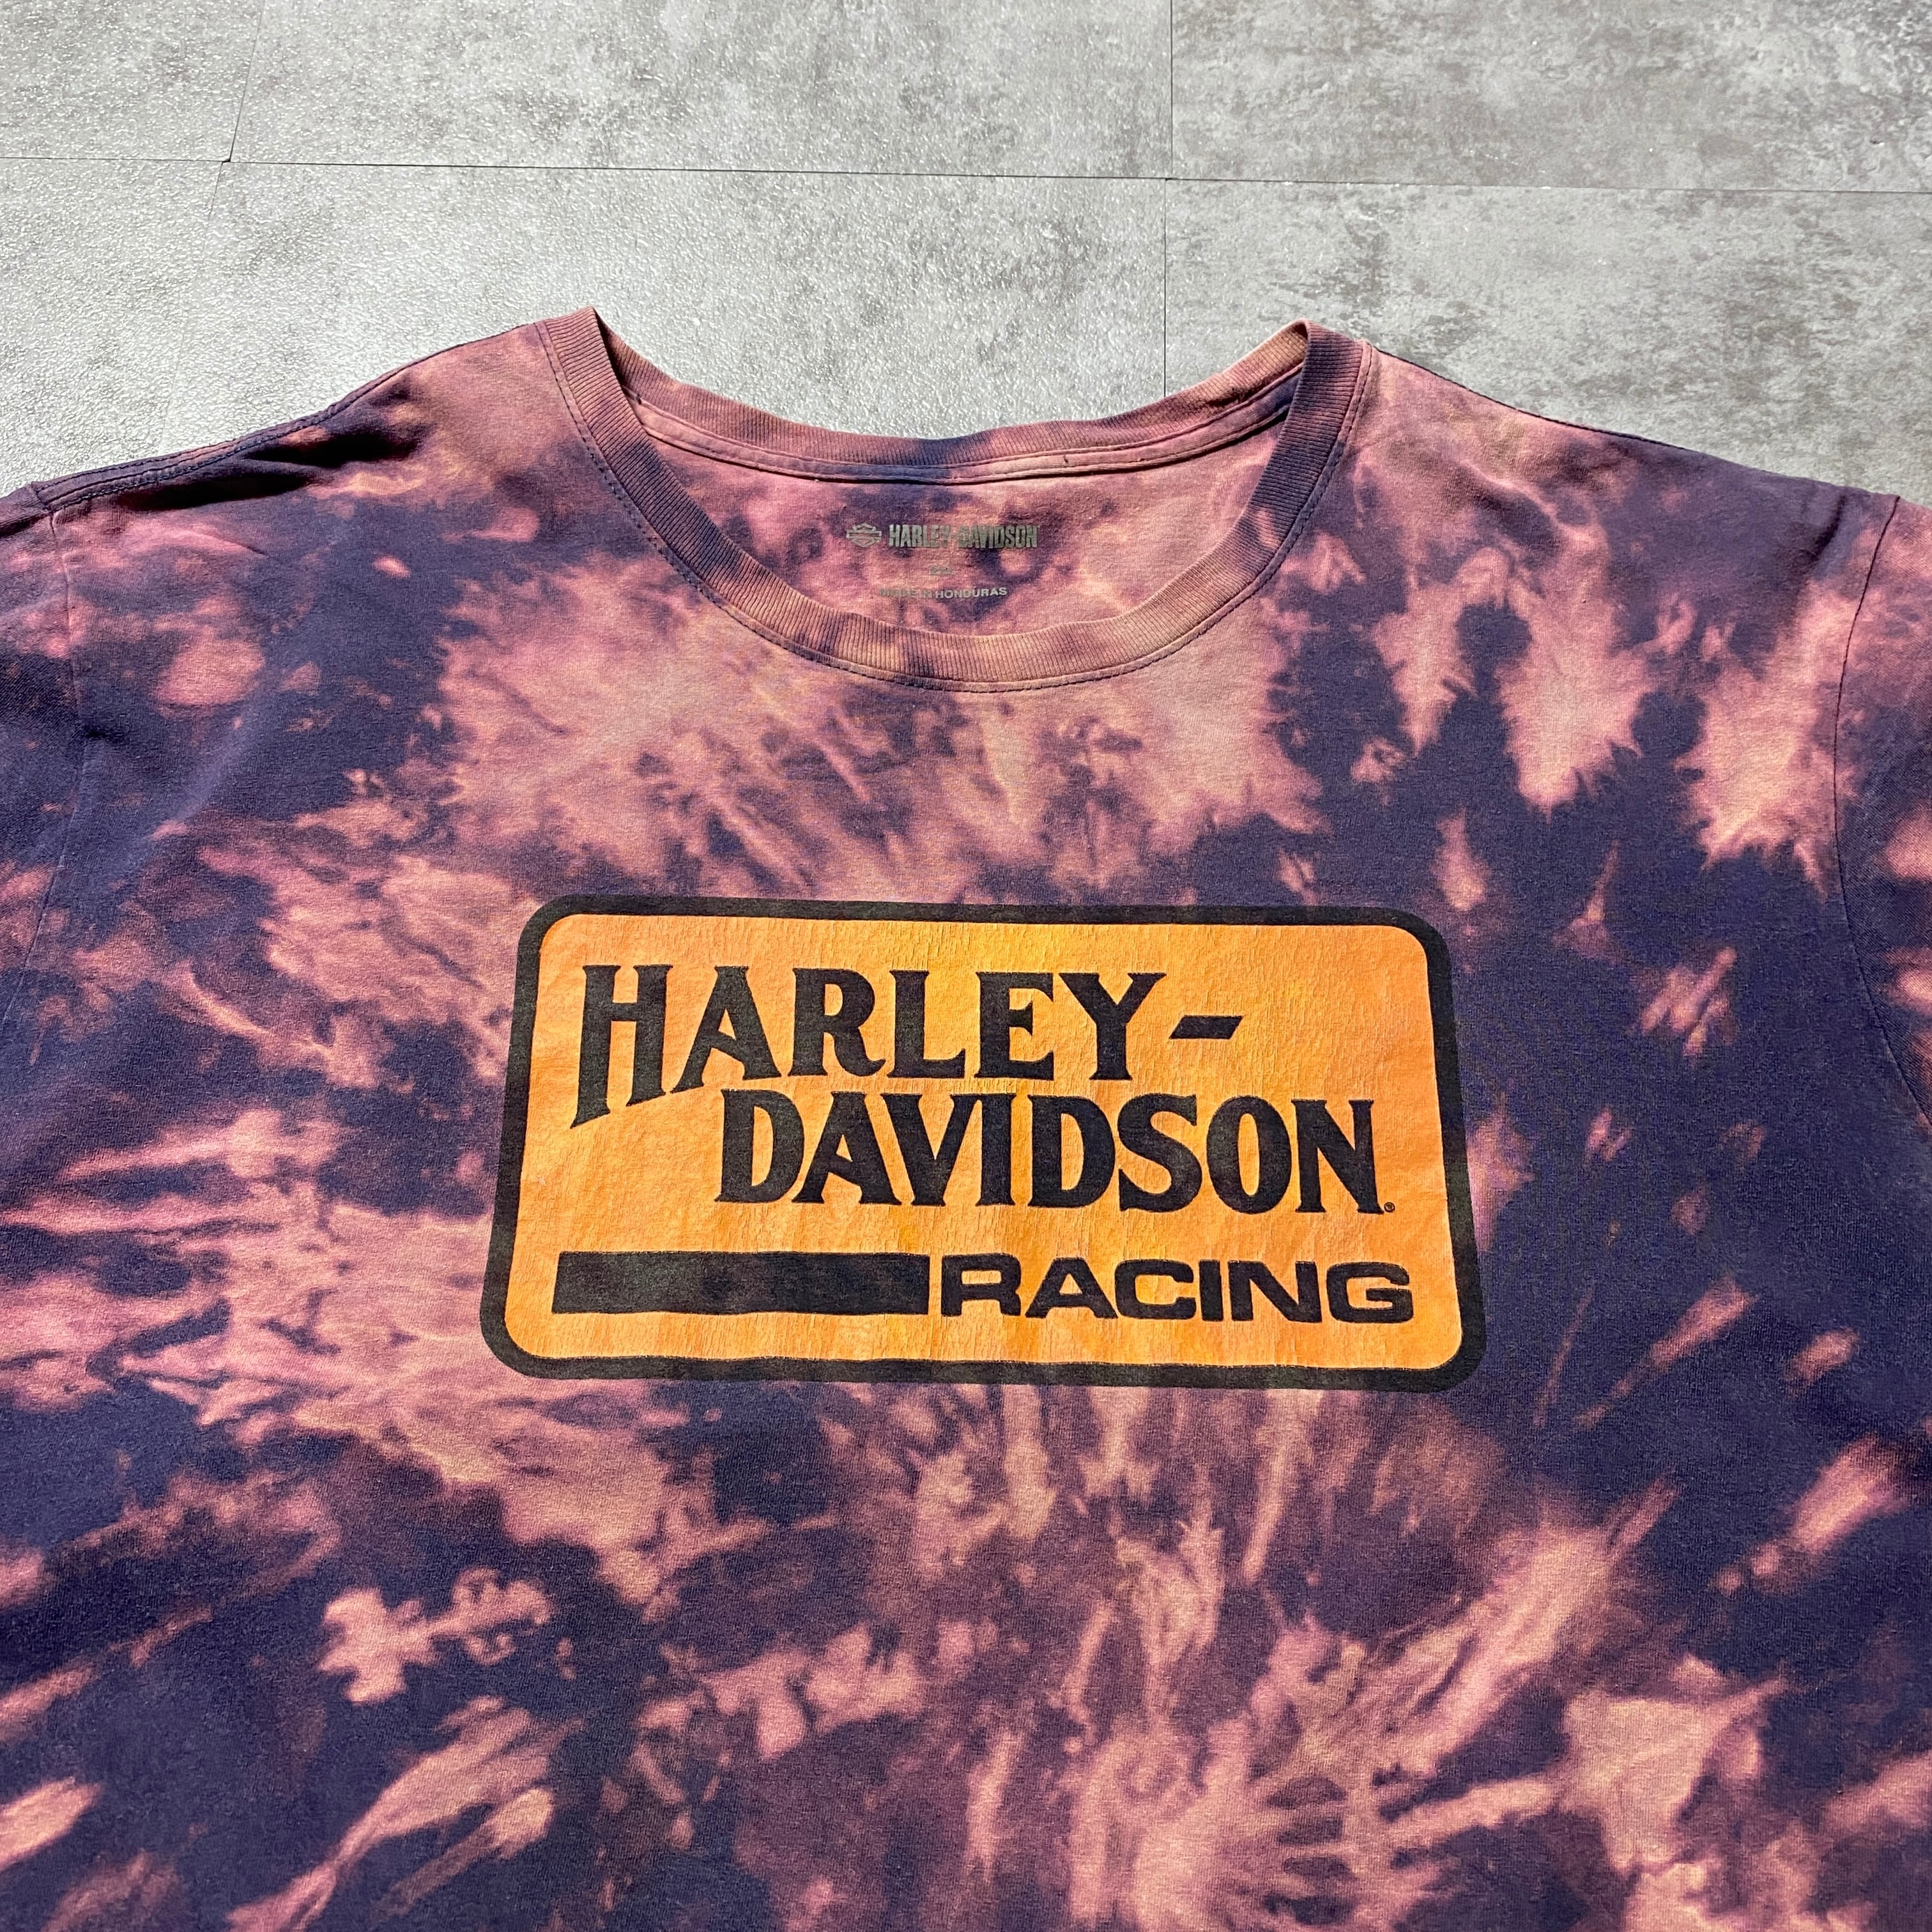 HARLEY-DAVIDSON
MADE IN HONDURAS
HARLEY-
DAVIDSON®
RACING